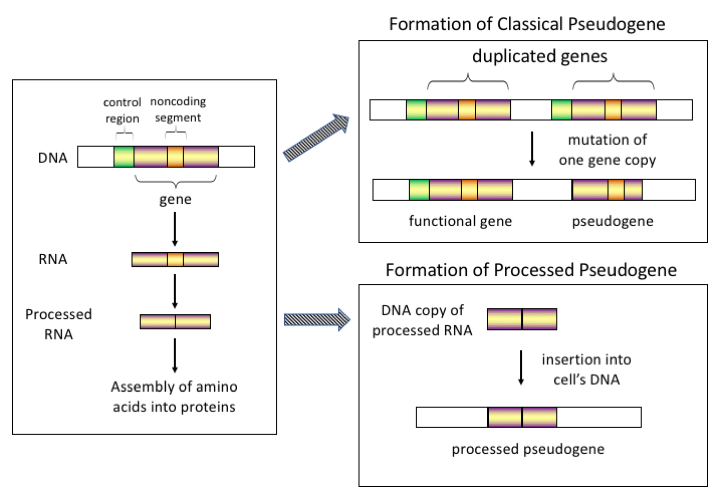 Formation of Classical Pseudogene
duplicated genes
mutation of
one gene copy
functional gene
pseudogene
control
region
noncoding
segment
DNA
gene
RNA
Processed
RNA
Assembly of amino
acids into proteins
Formation of Processed Pseudogene
DNA copy of
processed RNA
insertion into
cell's DNA
processed pseudogene